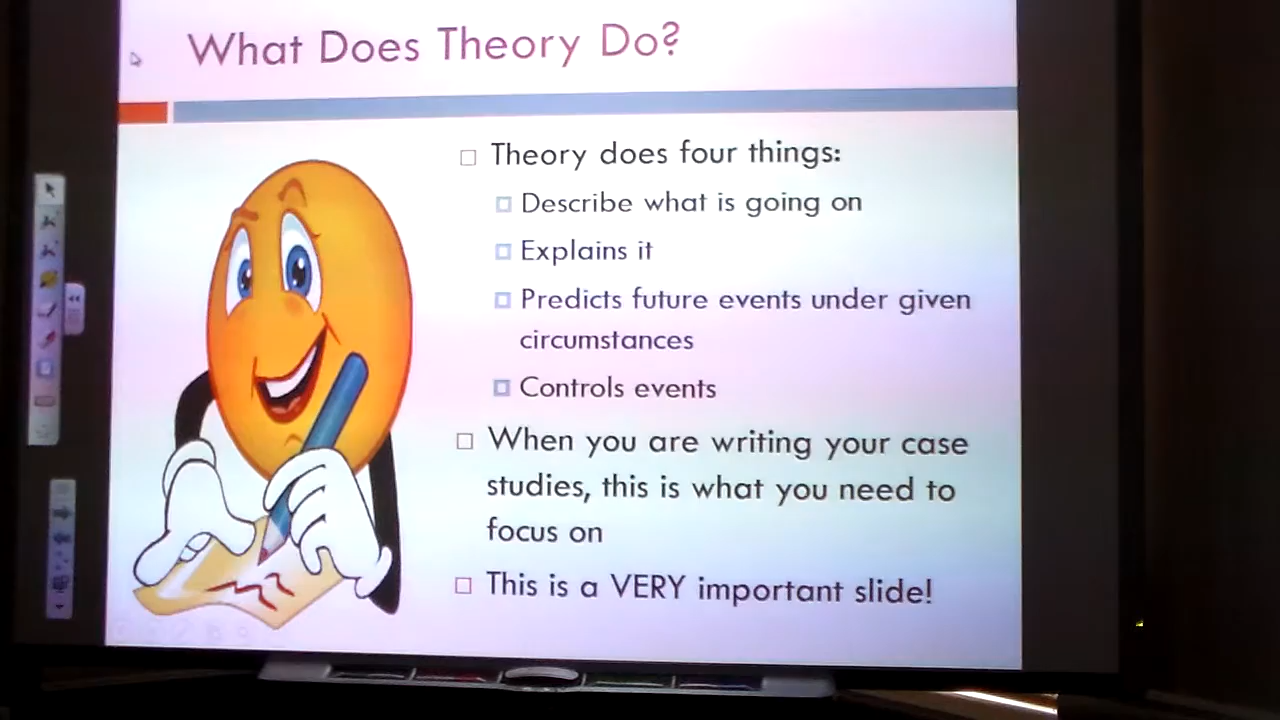 What Does Theory Do?
Theory does four things:
Describe what is going on
Explains it
Predicts future events under given
circumstances
Controls events
When you are writing your case
studies, this is what you need to
focus on
This is a VERY important slide!